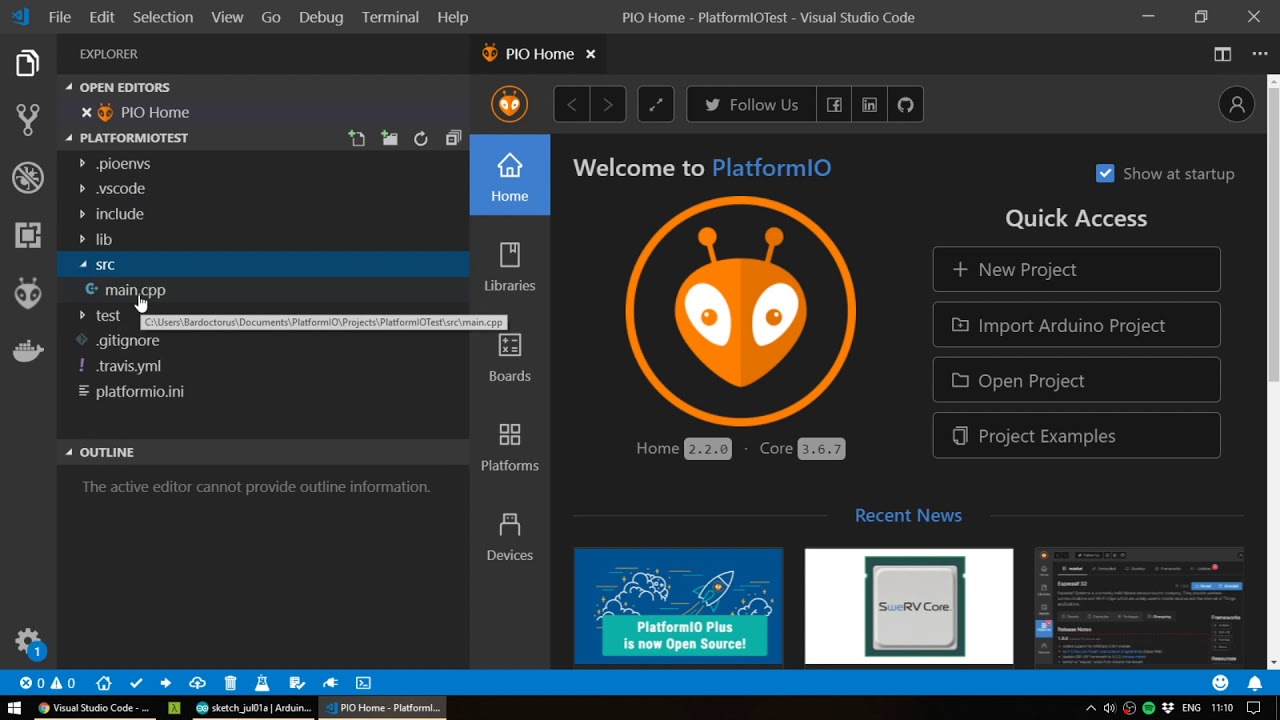 File Edit Selection View Go Debug Terminal Help
PIO Home - PlatformIOTest - Visual Studio Code
EXPLORER
OPEN EDITORS
PIO Home
PLATFORMIOTEST
.pioenvs
.vscode
include
lib
src
main.cpp
test
C:\Users\Bardoctorus\Documents\PlatformIO\Projects\PlatformIOTest\src\main.cpp
.gitignore
.travis.yml
platformio.ini
OUTLINE
The active editor cannot provide outline information.
PIO Home
Follow Us
Home
Libraries
Boards
Platforms
Devices
Welcome to PlatformIO
Show at startup
Home 2.2.0 · Core 3.6.7
Quick Access
New Project
Import Arduino Project
Open Project
Project Examples
Recent News
PlatformIO Plus
is now Open Source!
SweRV Core.
Espressif 32
Release Notes
Frameworks
Resources
1
0 0
Visual Studio Code - ...
sketch_jul01a | Arduin...
PIO Home - PlatformI...
ENG 11:10